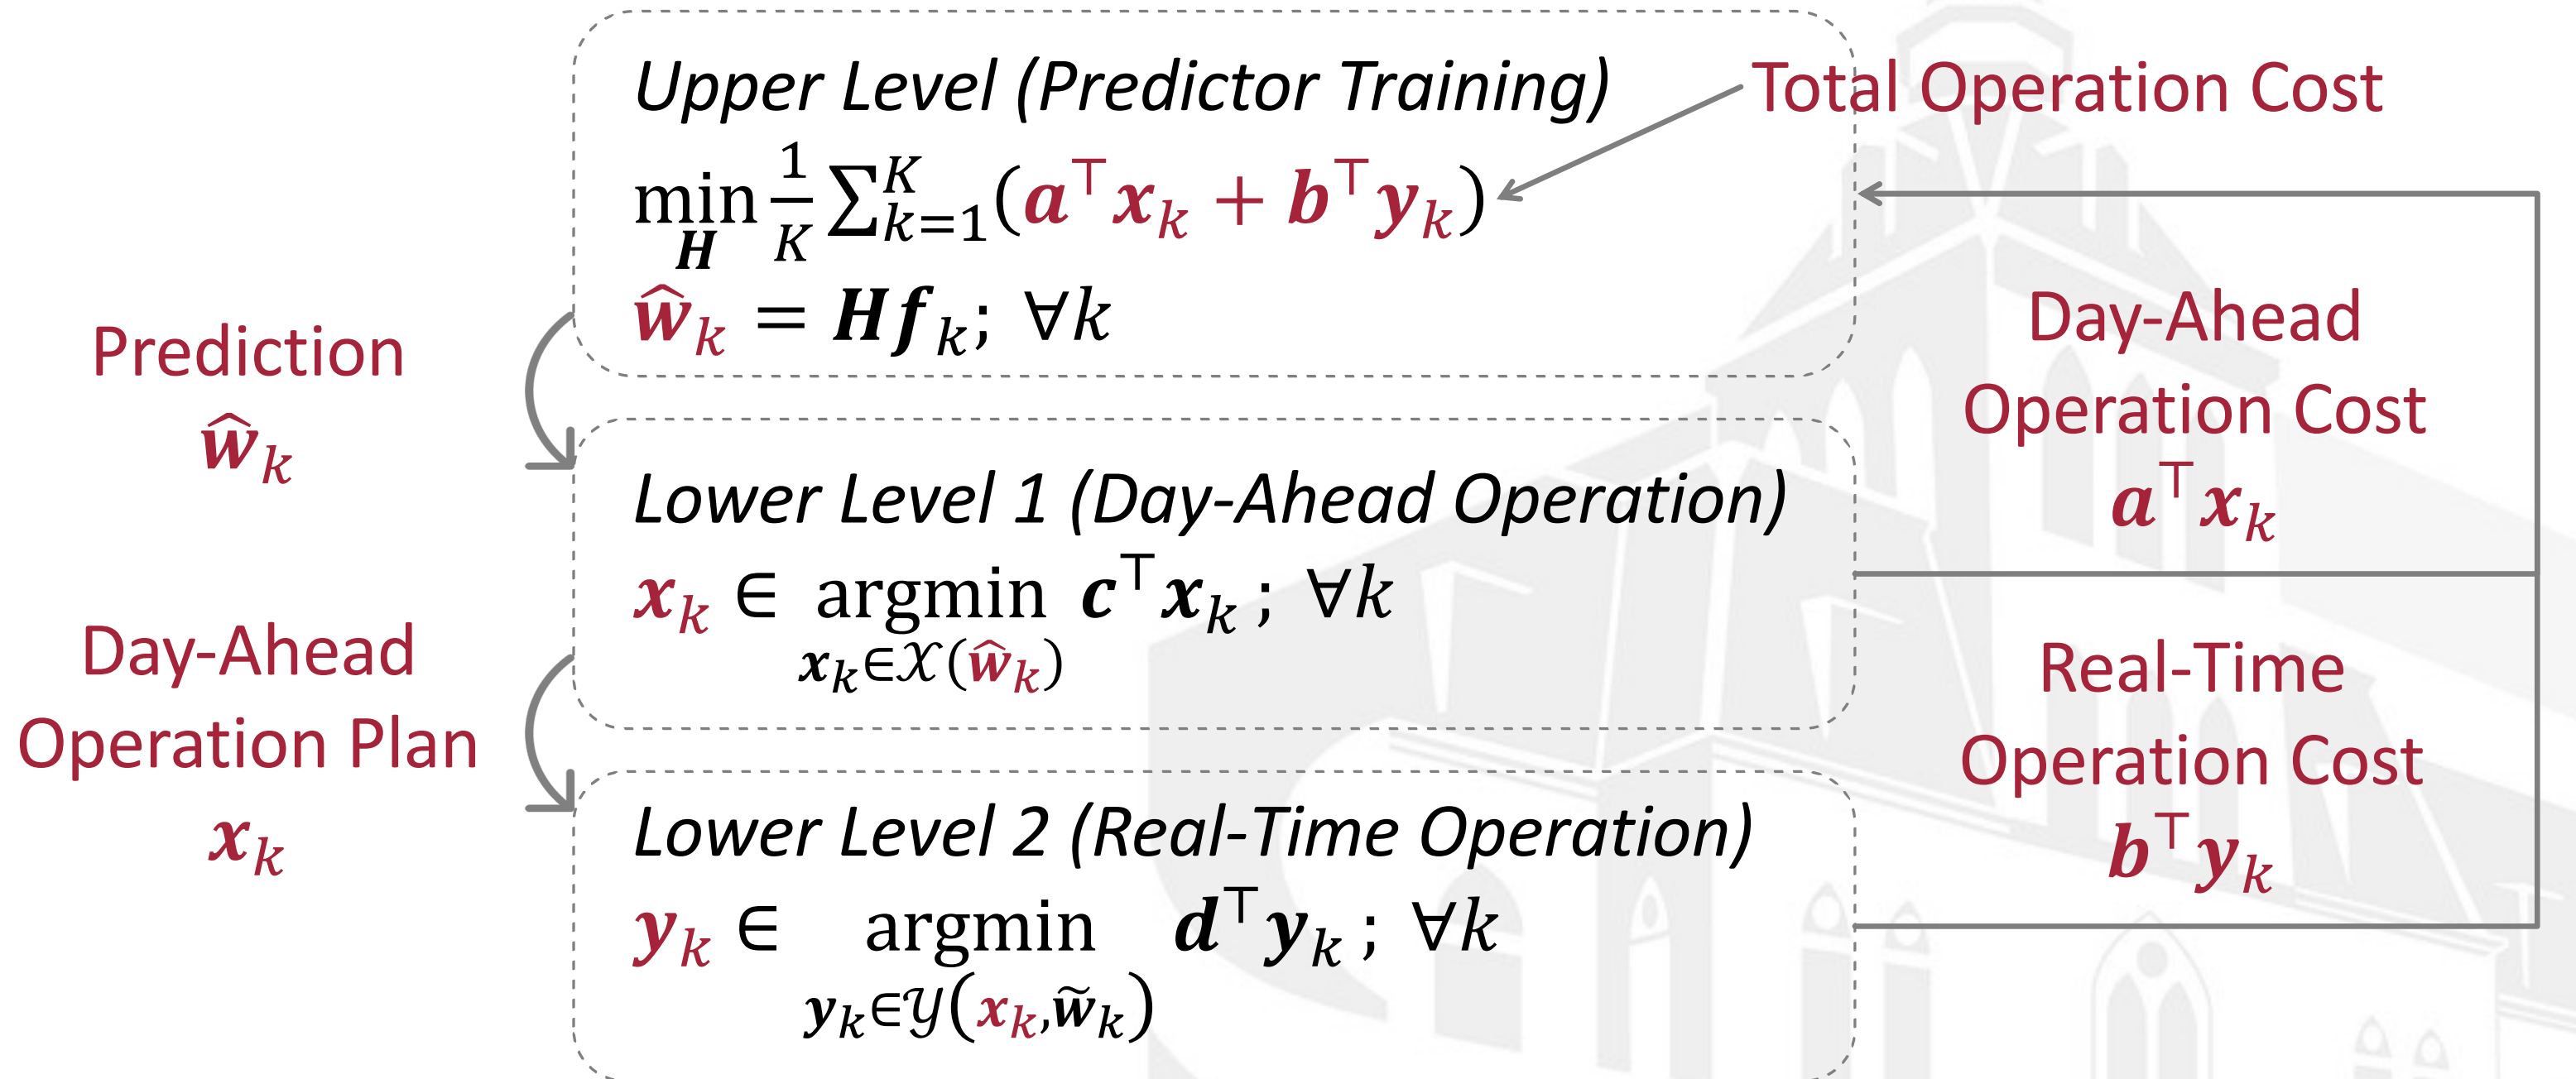 Upper Level (Predictor Training)
Total Operation Cost
min_H 1/K ∑_{k=1}^{K} (a^⊤ x_k + b^⊤ y_k)
ŵ_k = H f_k; ∀k
Prediction
ŵ_k
Day-Ahead
Operation Cost
a^⊤ x_k
Lower Level 1 (Day-Ahead Operation)
x_k ∈ argmin_{x_k∈𝒳(ŵ_k)} c^⊤ x_k ; ∀k
Day-Ahead
Operation Plan
x_k
Real-Time
Operation Cost
b^⊤ y_k
Lower Level 2 (Real-Time Operation)
y_k ∈ argmin_{y_k∈𝒴(x_k,w̃_k)} d^⊤ y_k ; ∀k